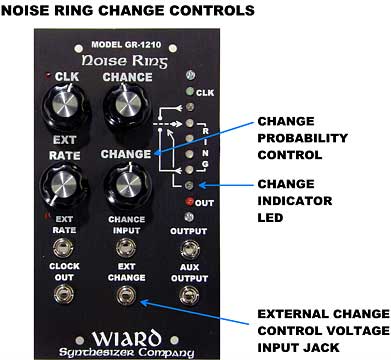 NOISE RING CHANGE CONTROLS
MODEL GR-1210
Noise Ring
CLK CHANCE
CLK
EXT
RATE CHANGE
RING
OUT
EXT RATE
CHANCE INPUT
OUTPUT
CLOCK OUT
EXT CHANGE
AUX OUTPUT
WIARD
Synthesizer Company
CHANGE
PROBABILITY
CONTROL
CHANGE
INDICATOR
LED
EXTERNAL CHANGE
CONTROL VOLTAGE
INPUT JACK